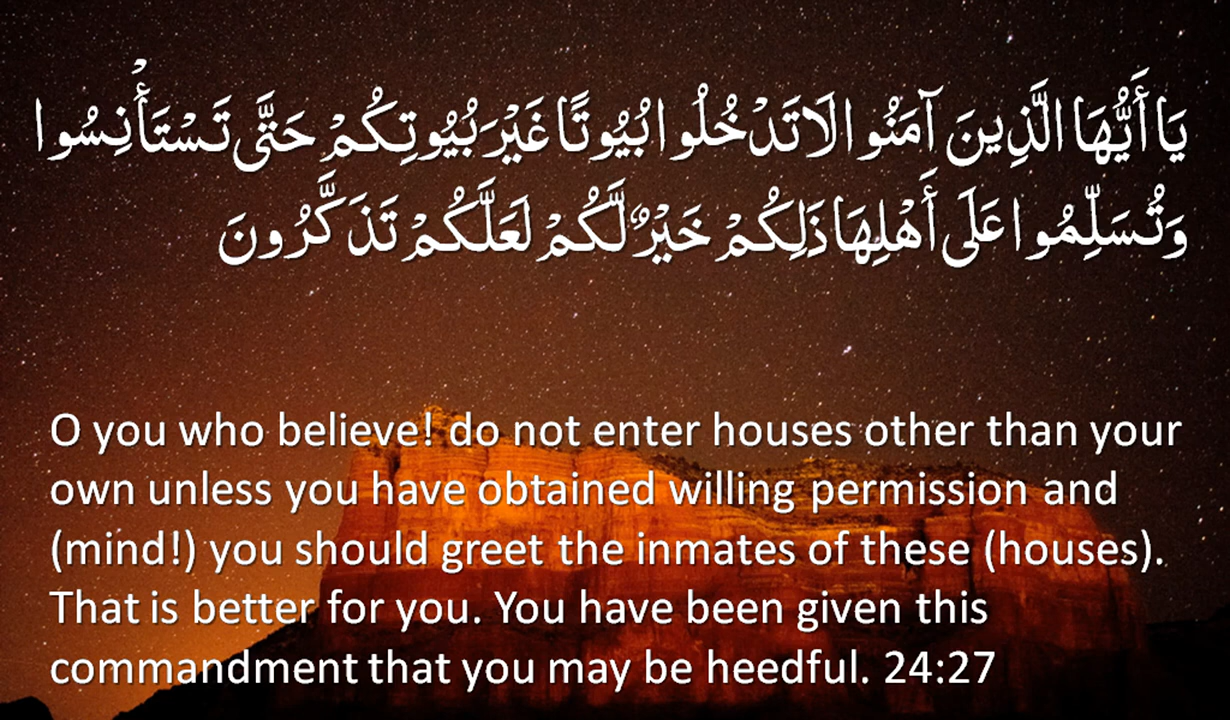 يَا أَيُّهَا الَّذِينَ آمَنُوا لَا تَدْخُلُوا بُيُوتًا غَيْرَ بُيُوتِكُمْ حَتَّى تَسْتَأْنِسُوا
وَتُسَلِّمُوا عَلَى أَهْلِهَا ذَلِكُمْ خَيْرٌ لَّكُمْ لَعَلَّكُمْ تَذَكَّرُونَ
O you who believe! do not enter houses other than your
own unless you have obtained willing permission and
(mind!) you should greet the inmates of these (houses).
That is better for you. You have been given this
commandment that you may be heedful. 24:27